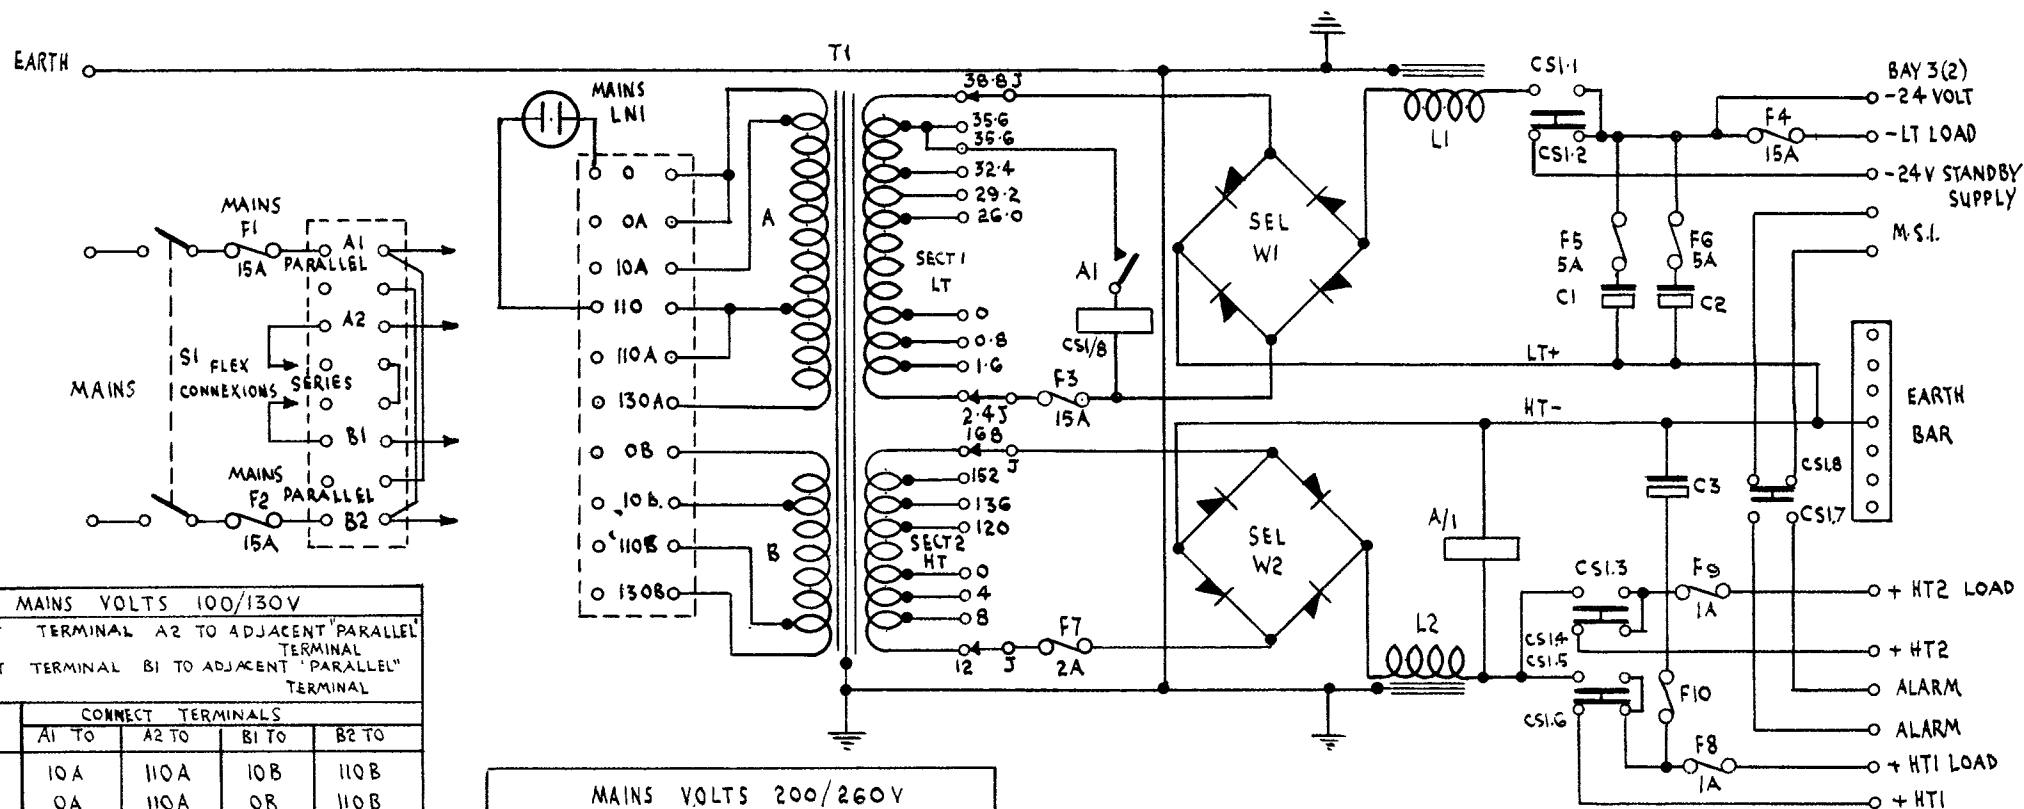 EARTH
T1
MAINS
LN1
MAINS
F1
15A
PARALLEL
A1
A2
S1 FLEX
CONNEXIONS
SERIES
MAINS
B1
MAINS
F2
15A
PARALLEL
B2
0
0A
10A
110
110A
130A
0B
10B.
110B
130B
A
B
38.8 J
35.6
35.6
32.4
29.2
26.0
SECT 1
LT
0
0.8
1.6
2.4 J
F3
15A
A1
CS1/8
168
J
152
136
120
SECT 2
HT
0
4
8
12
J
F7
2A
SEL
W1
SEL
W2
L1
CS1.1
CS1.2
F4
15A
F5
5A
F6
5A
C1
C2
LT+
HT-
BAY 3(2)
-24 VOLT
-LT LOAD
-24V STANDBY
SUPPLY
M.S.I.
EARTH
BAR
CS1.8
CS1.7
C3
A/1
L2
CS1.3
CS1.4
CS1.5
CS1.6
F9
1A
F10
F8
1A
+ HT2 LOAD
+ HT2
ALARM
ALARM
+ HT1 LOAD
+ HT1
MAINS VOLTS 100/130V
TERMINAL A2 TO ADJACENT "PARALLEL"
TERMINAL
TERMINAL B1 TO ADJACENT "PARALLEL"
TERMINAL
CONNECT TERMINALS
A1 TO A2 TO B1 TO B2 TO
10A 110A 10B 110B
0A 110A 0B 110B
MAINS VOLTS 200/260V